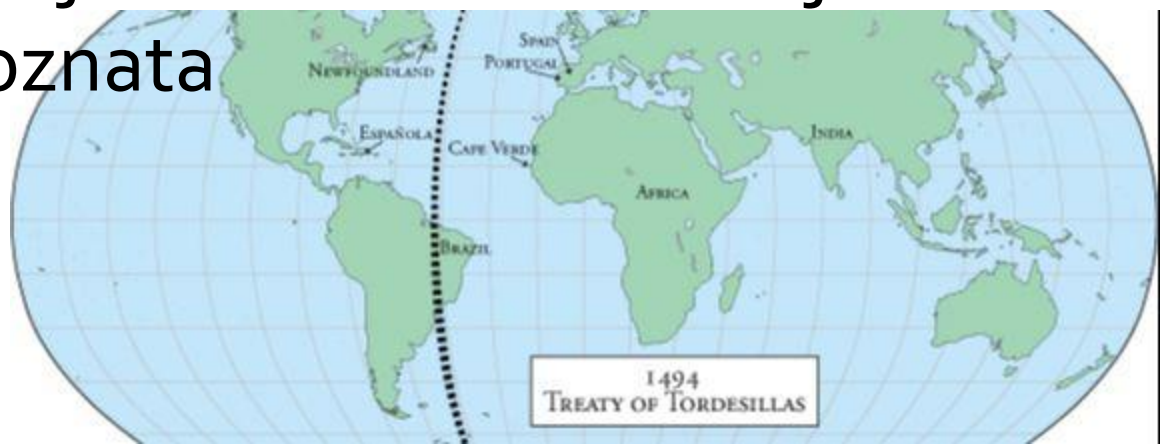 oznata
SPAIN
PORTUGAL
NEWFOUNDLAND
ESPAÑOLA
CAPE VERDE
INDIA
AFRICA
BRAZIL
1494
TREATY OF TORDESILLAS